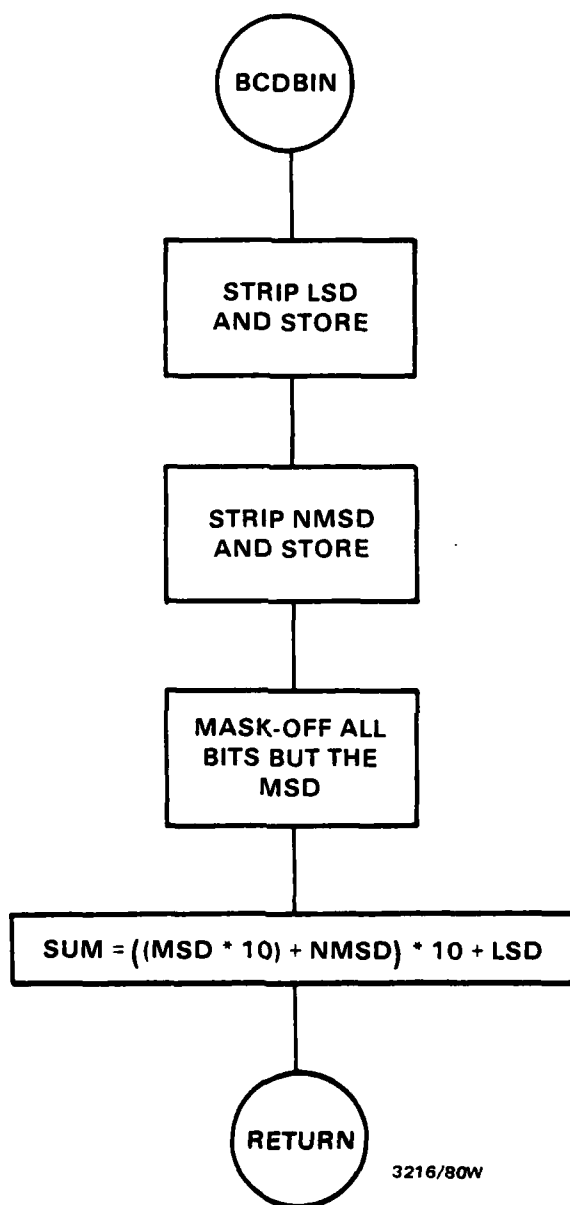 BCDBIN
STRIP LSD
AND STORE
STRIP NMSD
AND STORE
MASK-OFF ALL
BITS BUT THE
MSD
SUM = ((MSD * 10) + NMSD) * 10 + LSD
RETURN
3216/80W